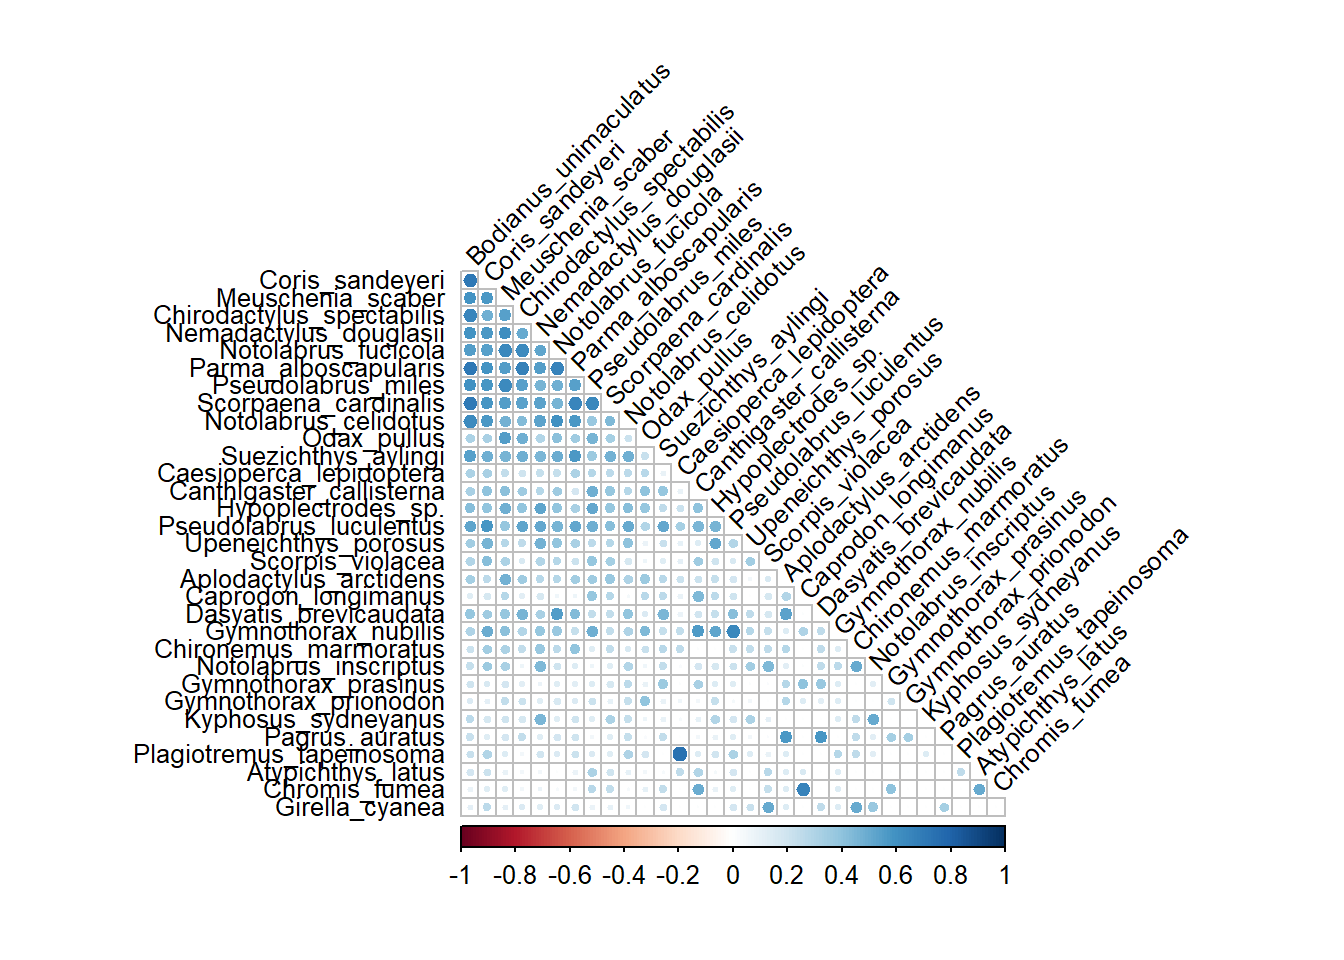 Bodianus_unimaculatus
Coris_sandeyeri
Meuschenia_scaber
Chirodactylus_spectabilis
Nemadactylus_douglasii
Notolabrus_fucicola
Parma_alboscapularis
Pseudolabrus_miles
Scorpaena_cardinalis
Notolabrus_celidotus
Odax_pullus
Suezichthys_aylingi
Caesioperca_lepidoptera
Canthigaster_callisterna
Hypoplectrodes_sp.
Pseudolabrus_luculentus
Upeneichthys_porosus
Scorpis_violacea
Aplodactylus_arctidens
Caprodon_longimanus
Dasyatis_brevicaudata
Gymnothorax_nubilis
Chironemus_marmoratus
Notolabrus_inscriptus
Gymnothorax_prasinus
Gymnothorax_prionodon
Kyphosus_sydneyanus
Pagrus_auratus
Plagiotremus_tapeinosoma
Atypichthys_latus
Chromis_fumea
Coris_sandeyeri
Meuschenia_scaber
Chirodactylus_spectabilis
Nemadactylus_douglasii
Notolabrus_fucicola
Parma_alboscapularis
Pseudolabrus_miles
Scorpaena_cardinalis
Notolabrus_celidotus
Odax_pullus
Suezichthys_aylingi
Caesioperca_lepidoptera
Canthigaster_callisterna
Hypoplectrodes_sp.
Pseudolabrus_luculentus
Upeneichthys_porosus
Scorpis_violacea
Aplodactylus_arctidens
Caprodon_longimanus
Dasyatis_brevicaudata
Gymnothorax_nubilis
Chironemus_marmoratus
Notolabrus_inscriptus
Gymnothorax_prasinus
Gymnothorax_prionodon
Kyphosus_sydneyanus
Pagrus_auratus
Plagiotremus_tapeinosoma
Atypichthys_latus
Chromis_fumea
Girella_cyanea
-1 -0.8 -0.6 -0.4 -0.2 0 0.2 0.4 0.6 0.8 1